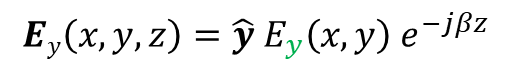 𝑬_y(x, y, z) = ŷ E_y(x, y) e^{−jβz}